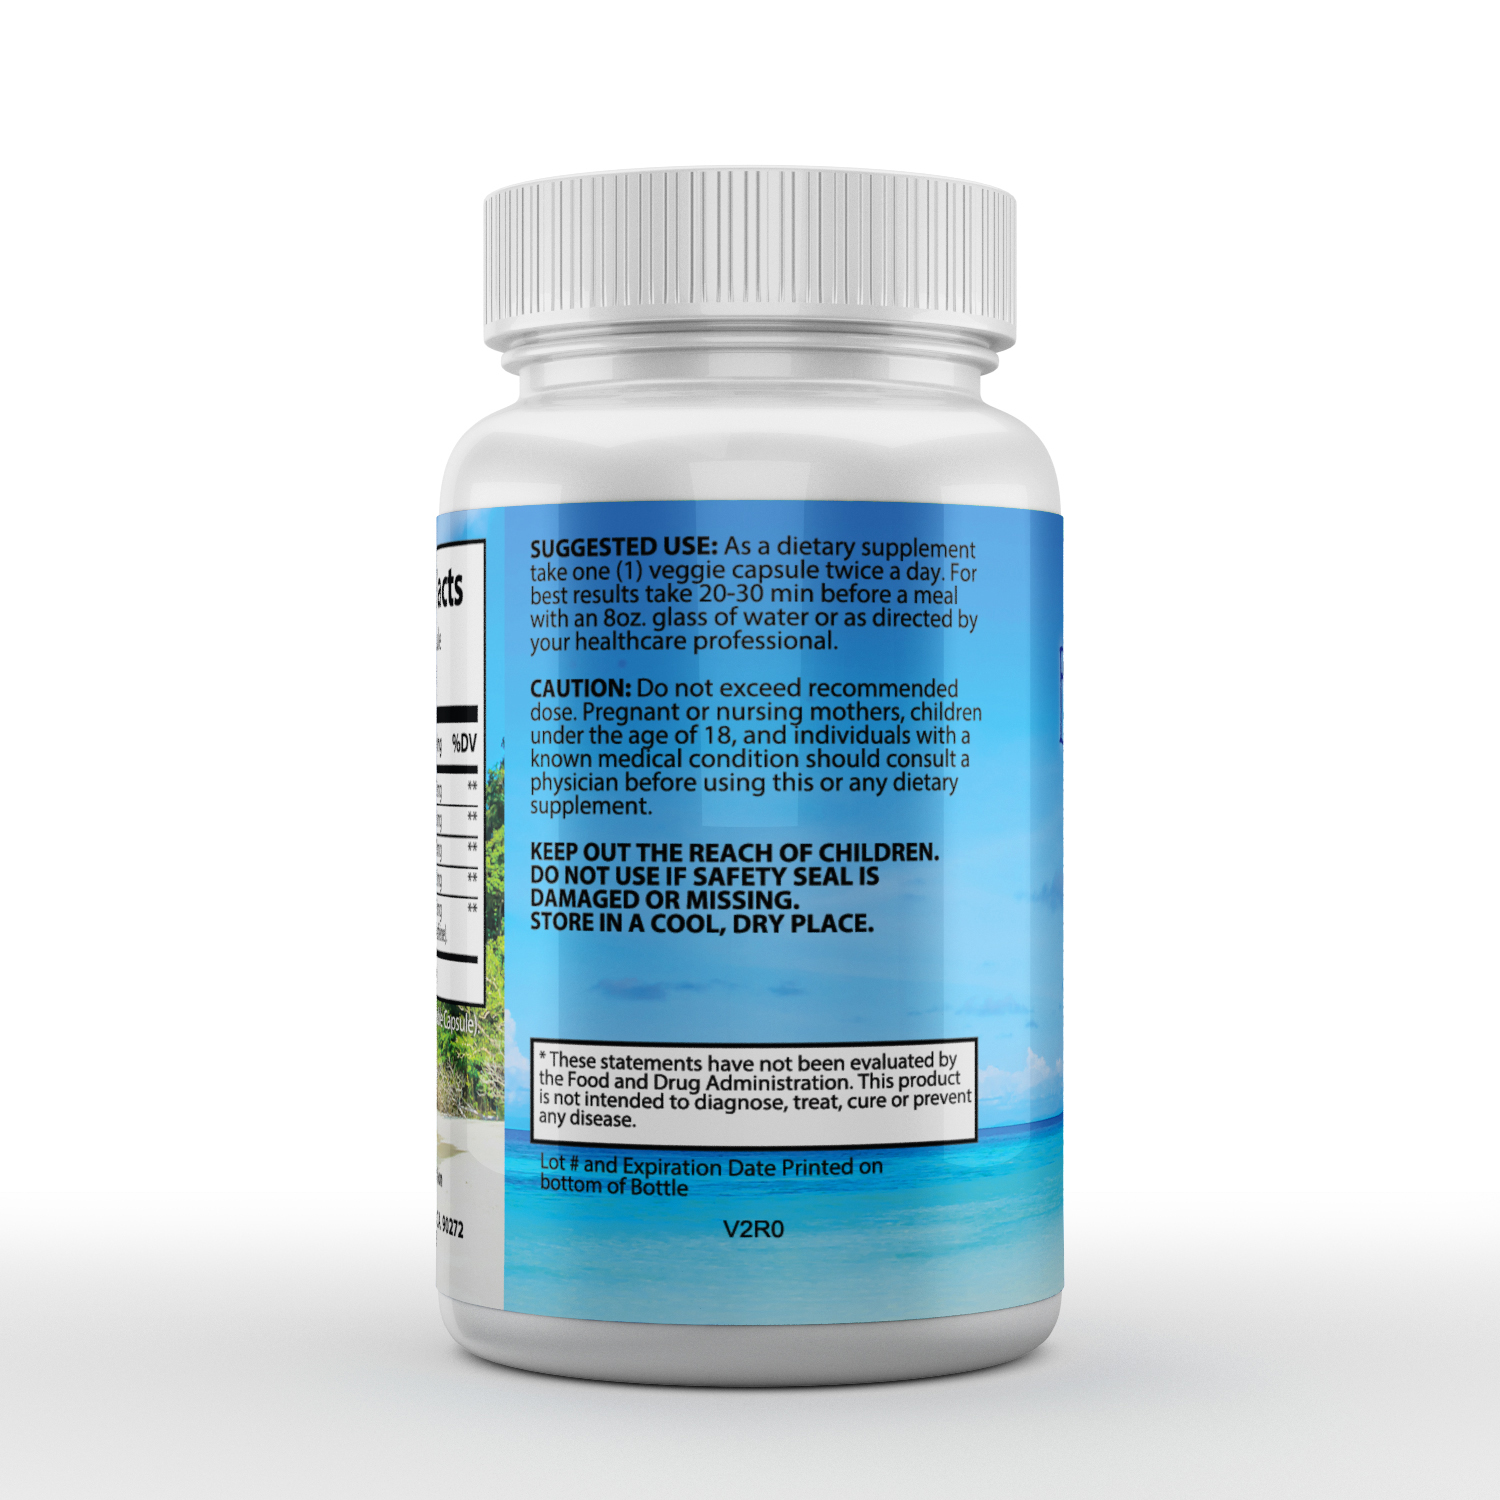 acts
%DV
**
**
**
**
**
Capsule)
CA 90272
SUGGESTED USE: As a dietary supplement
take one (1) veggie capsule twice a day. For
best results take 20-30 min before a meal
with an 8oz. glass of water or as directed by
your healthcare professional.
CAUTION: Do not exceed recommended
dose. Pregnant or nursing mothers, children
under the age of 18, and individuals with a
known medical condition should consult a
physician before using this or any dietary
supplement.
KEEP OUT THE REACH OF CHILDREN.
DO NOT USE IF SAFETY SEAL IS
DAMAGED OR MISSING.
STORE IN A COOL, DRY PLACE.
* These statements have not been evaluated by
the Food and Drug Administration. This product
is not intended to diagnose, treat, cure or prevent
any disease.
Lot # and Expiration Date Printed on
bottom of Bottle
V2R0